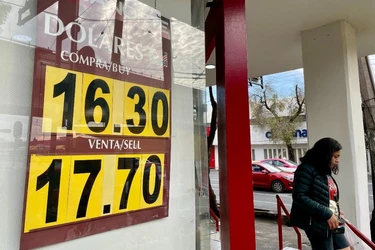 DÓLARES
COMPRA/BUY
16.30
VENTA/SELL
17.70